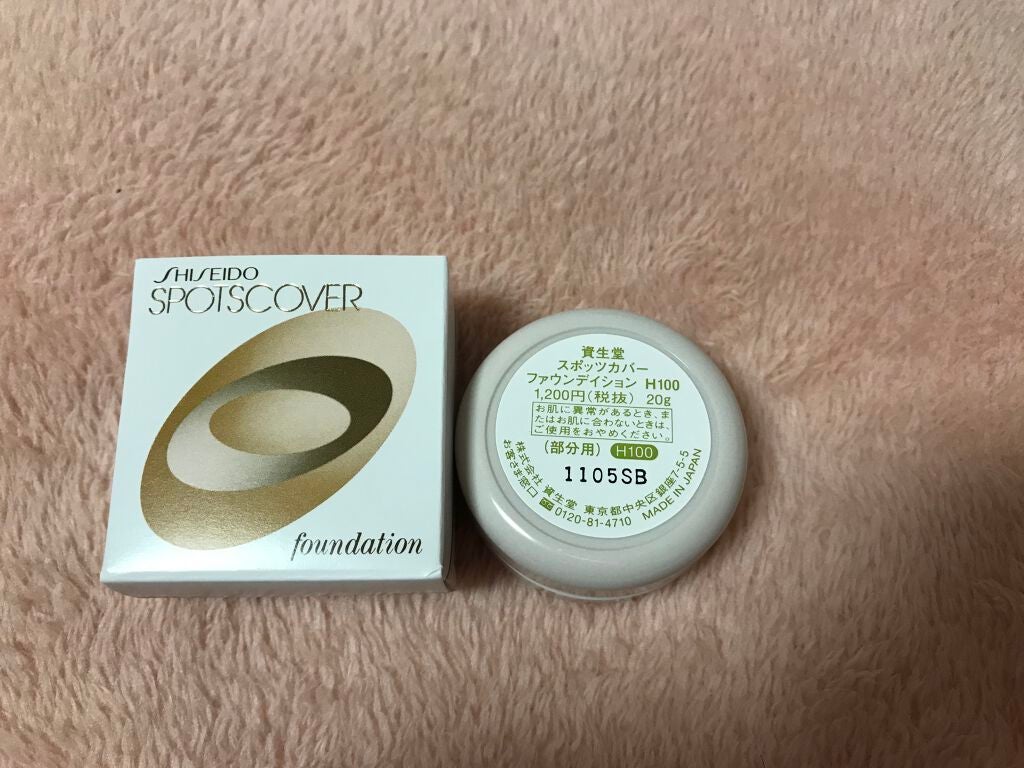 SHISEIDO
SPOTSCOVER
foundation
資生堂
スポッツカバー
ファウンデイション H100
1,200円(税抜) 20g
お肌に異常があるとき、ま
たはお肌に合わないときは、
ご使用をおやめください。
(部分用) H100
1105SB
株式会社 資生堂 東京都中央区銀座7-5-5
お客さま窓口 0120-81-4710 MADE IN JAPAN